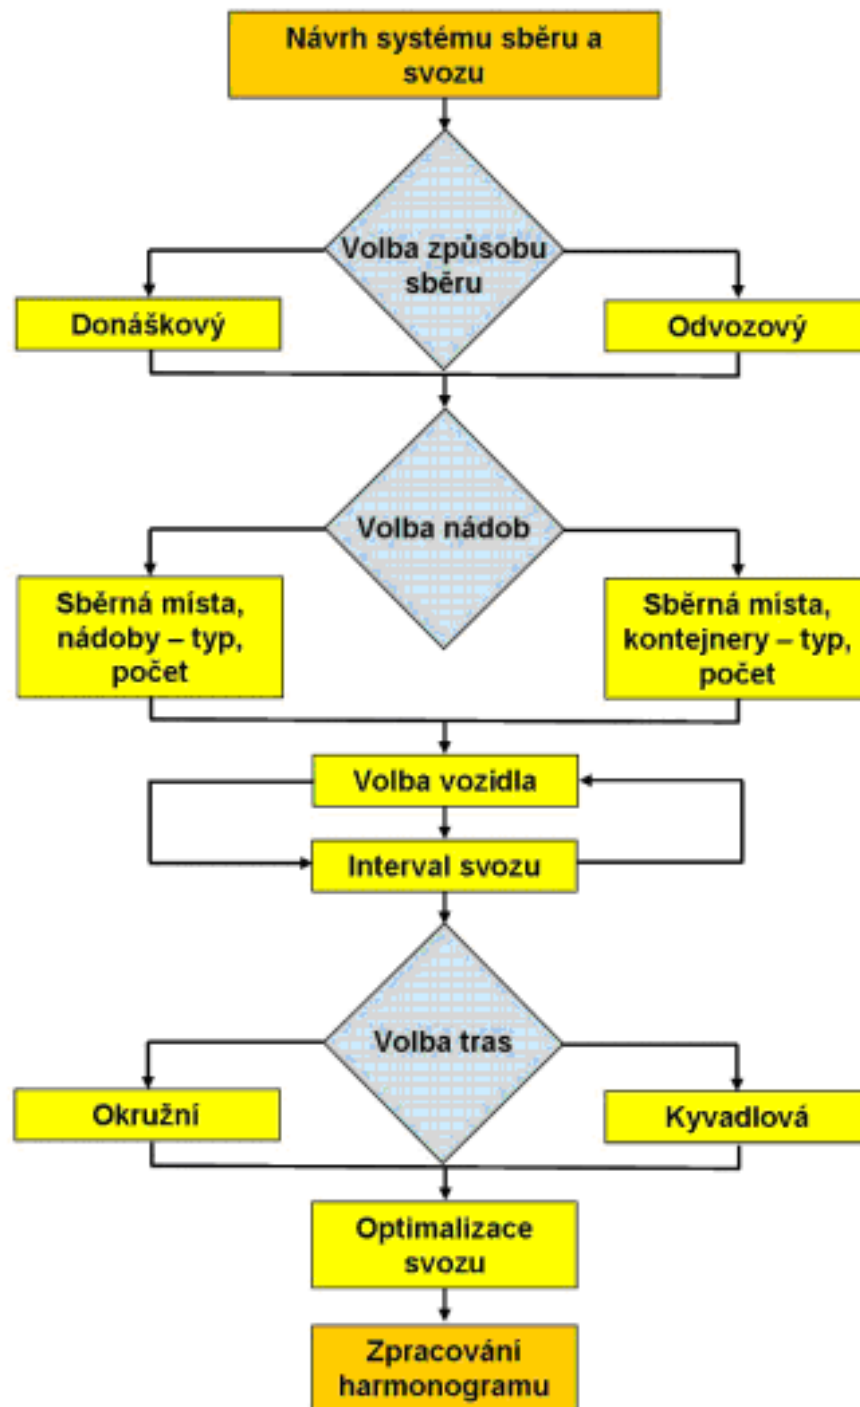 Návrh systému sběru a
svozu
Volba způsobu
sběru
Donáškový
Odvozový
Volba nádob
Sběrná místa,
nádoby – typ,
počet
Sběrná místa,
kontejnery – typ,
počet
Volba vozidla
Interval svozu
Volba tras
Okružní
Kyvadlová
Optimalizace
svozu
Zpracování
harmonogramu